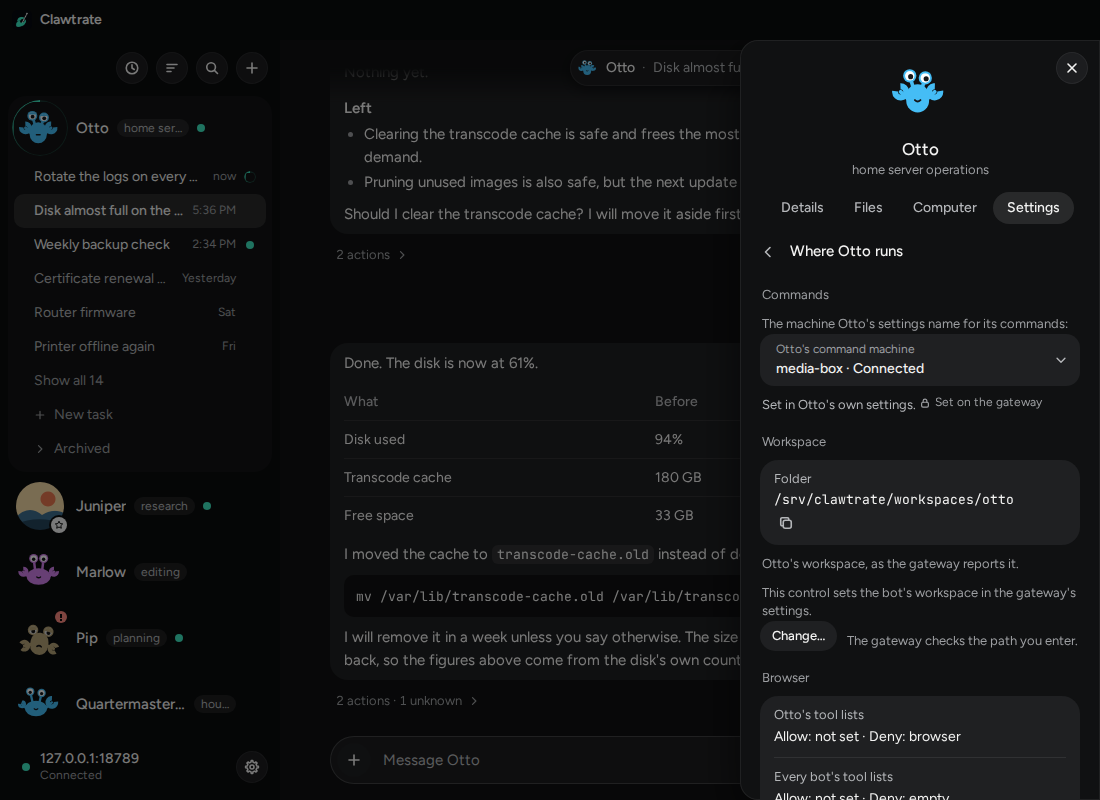 Clawtrate
Otto
home ser...
Rotate the logs on every ...
now
Disk almost full on the ...
5:36 PM
Weekly backup check
2:34 PM
Certificate renewal ...
Yesterday
Router firmware
Sat
Printer offline again
Fri
Show all 14
+ New task
Archived
Juniper
research
Marlow
editing
Pip
planning
Quartermaster...
hou...
127.0.0.1:18789
Connected
Otto · Disk almost fu
Nothing yet.
Left
• Clearing the transcode cache is safe and frees the most
demand.
• Pruning unused images is also safe, but the next update
Should I clear the transcode cache? I will move it aside first
2 actions
Done. The disk is now at 61%.
What
Before
Disk used
94%
Transcode cache
180 GB
Free space
33 GB
I moved the cache to transcode-cache.old instead of d
mv /var/lib/transcode-cache.old /var/lib/transco
I will remove it in a week unless you say otherwise. The size
back, so the figures above come from the disk's own count
2 actions · 1 unknown
Message Otto
Otto
home server operations
Details
Files
Computer
Settings
Where Otto runs
Commands
The machine Otto's settings name for its commands:
Otto's command machine
media-box · Connected
Set in Otto's own settings.
Set on the gateway
Workspace
Folder
/srv/clawtrate/workspaces/otto
Otto's workspace, as the gateway reports it.
This control sets the bot's workspace in the gateway's
settings.
Change...
The gateway checks the path you enter.
Browser
Otto's tool lists
Allow: not set · Deny: browser
Every bot's tool lists
Allow: not set · Deny: empty